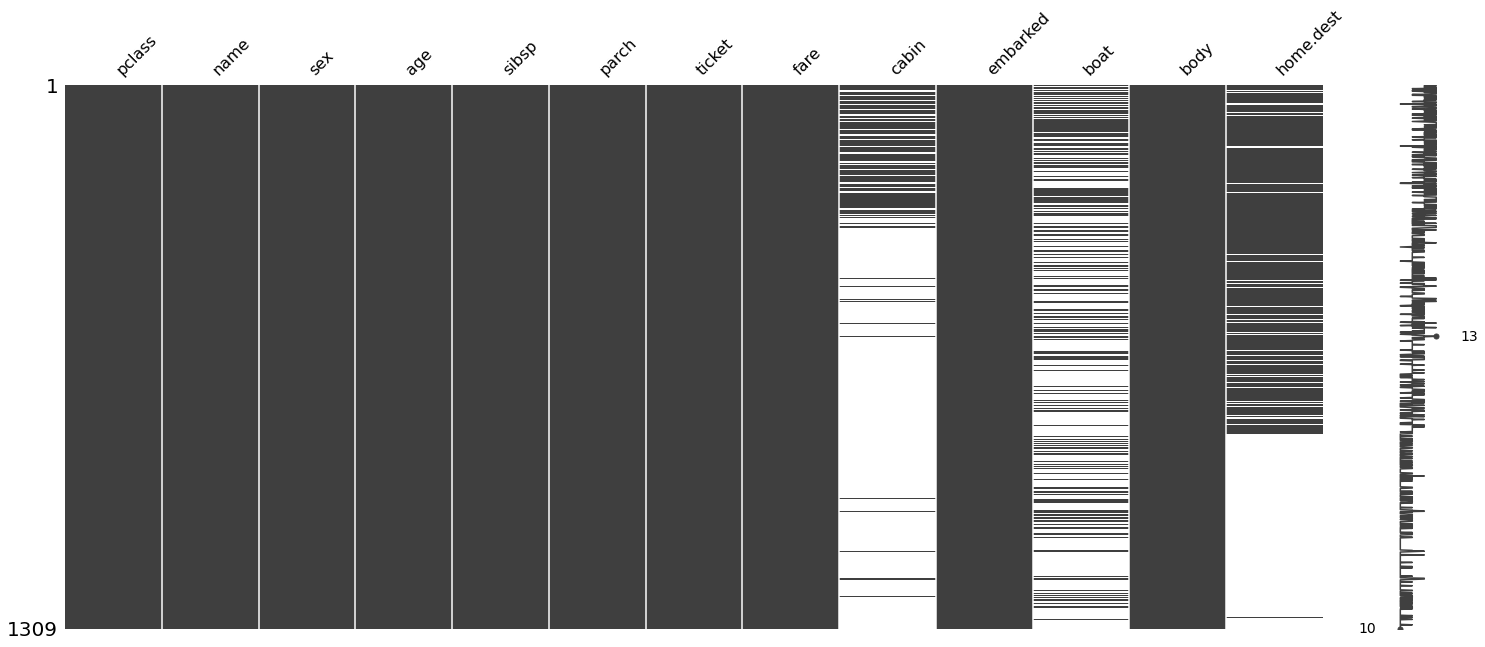 pclass name sex age sibsp parch ticket fare cabin embarked boat body home.dest
1
13
1309
10